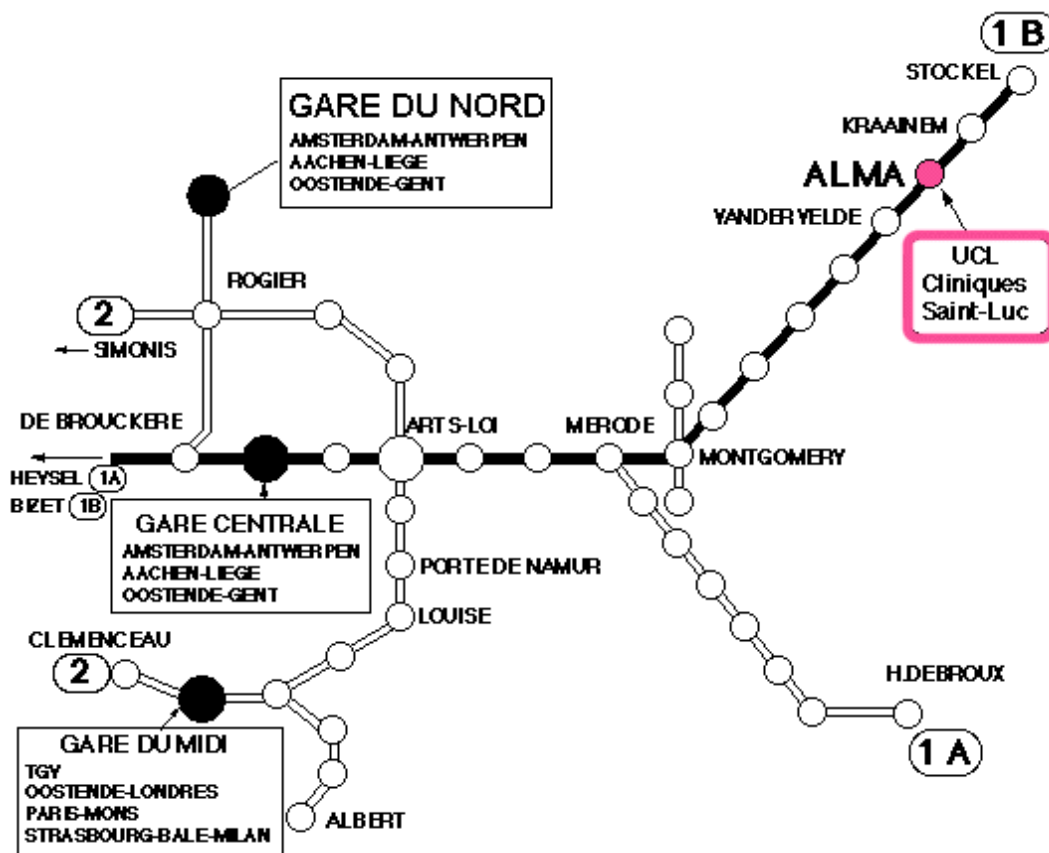 1 B
STOCKEL
GARE DU NORD
AMSTERDAM-ANTWERPEN
AACHEN-LIEGE
OOSTENDE-GENT
KRAAINEM
ALMA
VANDERVELDE
UCL
Cliniques
Saint-Luc
ROGIER
2
SIMONIS
DE BROUCKERE
ARTS-LOI
MERODE
MONTGOMERY
HEYSEL 1A
BIZET 1B
GARE CENTRALE
AMSTERDAM-ANTWERPEN
AACHEN-LIEGE
OOSTENDE-GENT
PORTE DE NAMUR
LOUISE
CLEMENCEAU
2
H.DEBROUX
1 A
GARE DU MIDI
TGV
OOSTENDE-LONDRES
PARIS-MONS
STRASBOURG-BALE-MILAN
ALBERT